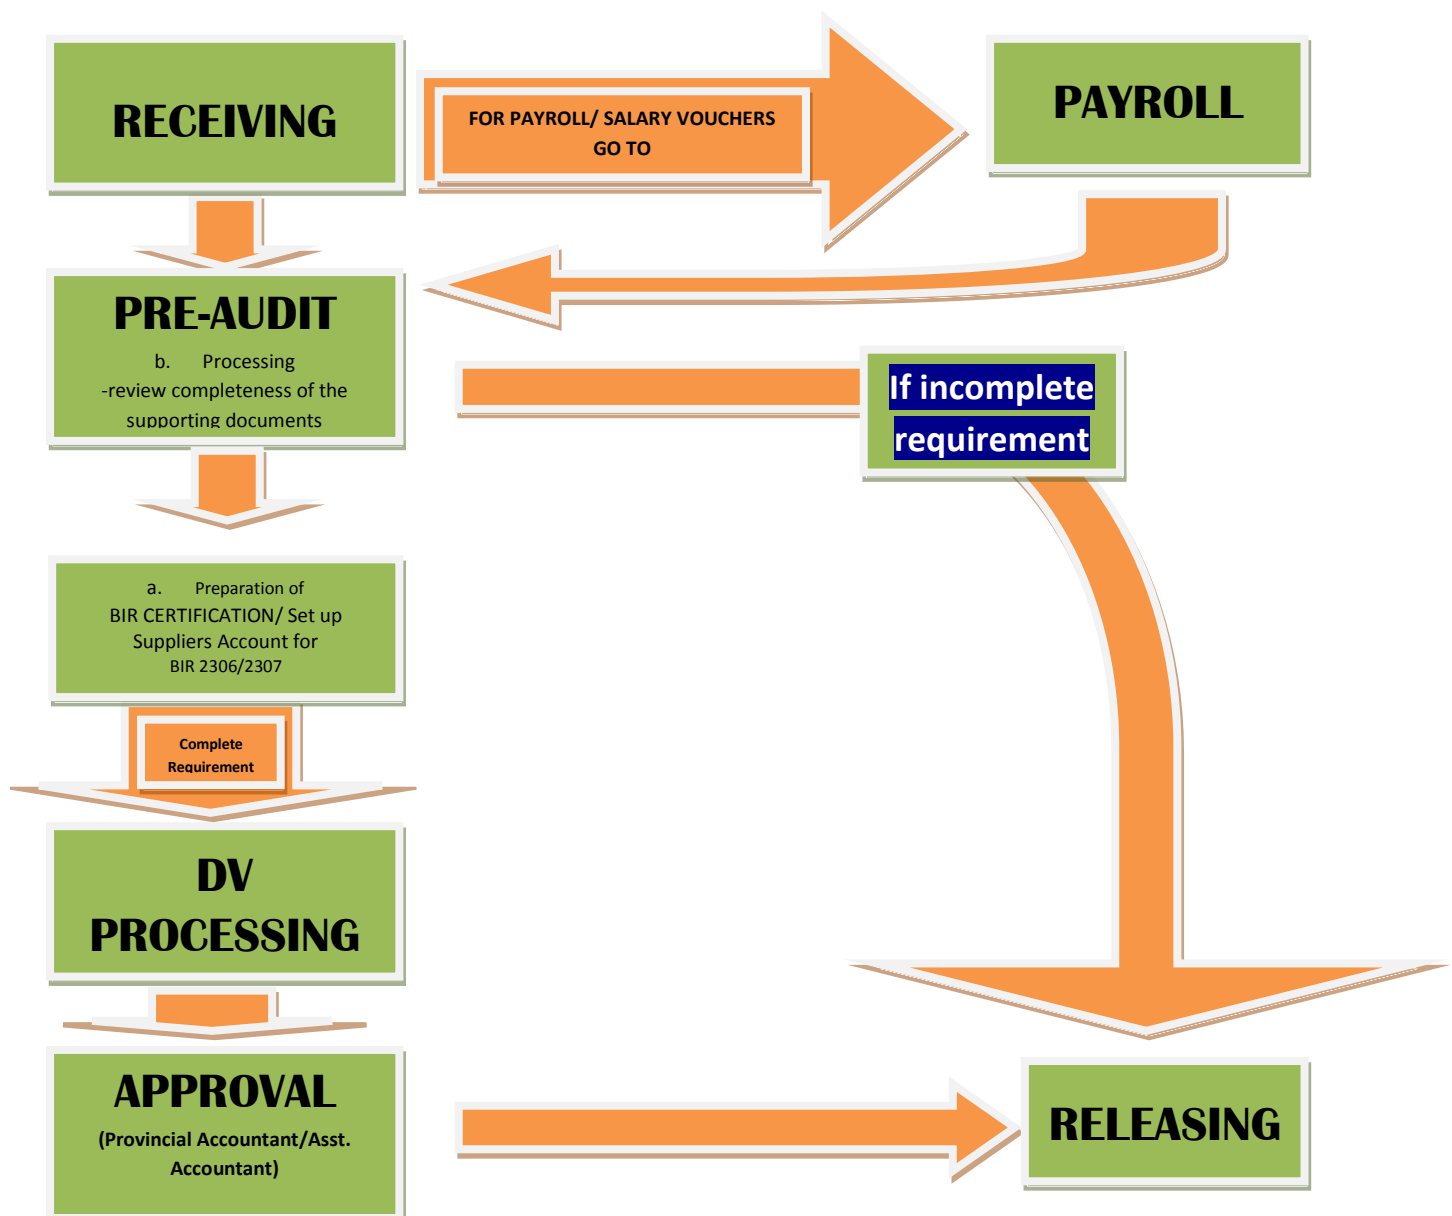 RECEIVING
FOR PAYROLL/ SALARY VOUCHERS
GO TO
PAYROLL
PRE-AUDIT
b. Processing
-review completeness of the
supporting documents
If incomplete
requirement
a. Preparation of
BIR CERTIFICATION/ Set up
Suppliers Account for
BIR 2306/2307
Complete
Requirement
DV
PROCESSING
APPROVAL
(Provincial Accountant/Asst.
Accountant)
RELEASING